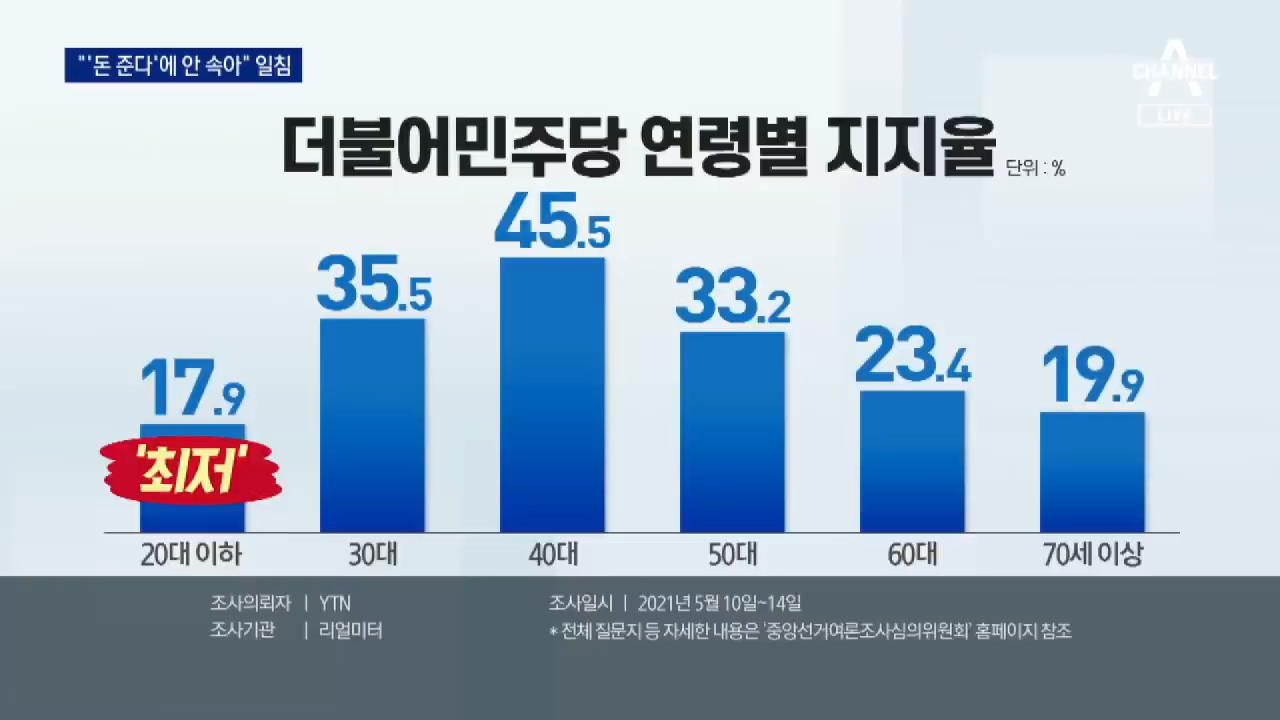 "'돈 준다'에 안 속아" 일침
CHANNEL A
LIVE
더불어민주당 연령별 지지율 단위 : %
17.9
35.5
45.5
33.2
23.4
19.9
'최저'
20대 이하 30대 40대 50대 60대 70세 이상
조사의뢰자 | YTN
조사기관 | 리얼미터
조사일시 | 2021년 5월 10일~14일
* 전체 질문지 등 자세한 내용은 '중앙선거여론조사심의위원회' 홈페이지 참조